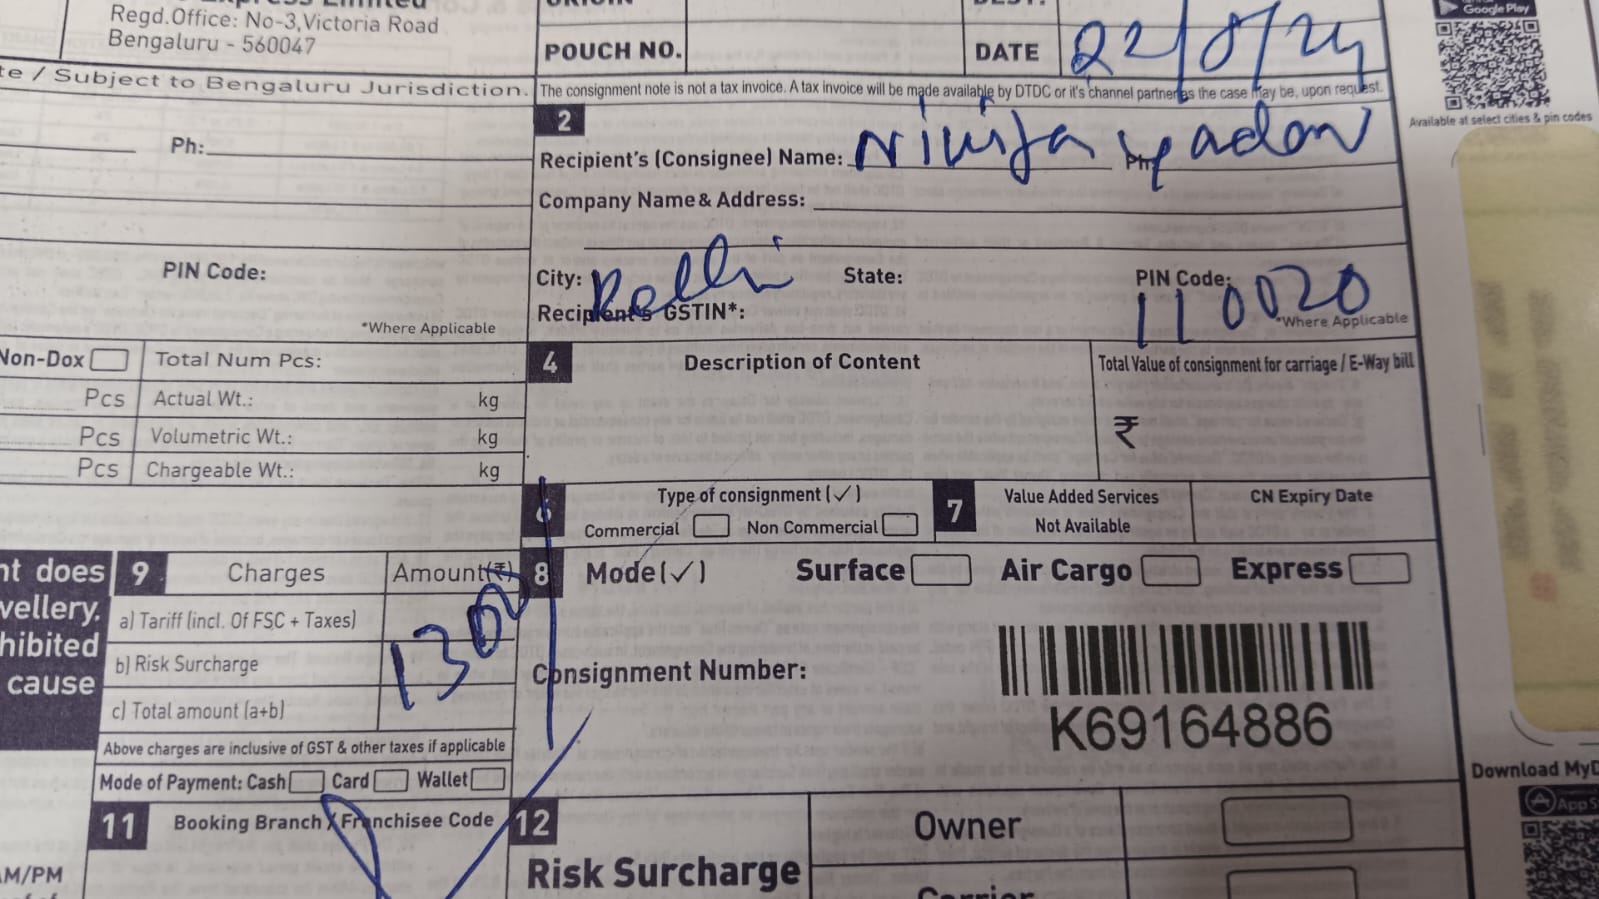 Regd.Office: No-3,Victoria Road
Bengaluru - 560047
POUCH NO.
DATE 22/8/24
te / Subject to Bengaluru Jurisdiction.
The consignment note is not a tax invoice. A tax invoice will be made available by DTDC or it's channel partner as the case may be, upon request.
Google Play
Available at select cities & pin codes
Ph:
PIN Code:
*Where Applicable
2
Recipient's (Consignee) Name: yadav
Company Name & Address:
City: Delhi State: PIN Code: 110020
Recipient's GSTIN*: *Where Applicable
Non-Dox Total Num Pcs:
Pcs Actual Wt.: kg
Pcs Volumetric Wt.: kg
Pcs Chargeable Wt.: kg
4 Description of Content
Total Value of consignment for carriage / E-Way bill
₹
6 Type of consignment (✓)
Commercial Non Commercial
7 Value Added Services
Not Available
CN Expiry Date
nt does
vellery.
hibited
cause
9 Charges Amount(₹)
a) Tariff (incl. Of FSC + Taxes)
b) Risk Surcharge
c) Total amount (a+b)
1300
Above charges are inclusive of GST & other taxes if applicable
Mode of Payment: Cash Card Wallet
8 Mode(✓) Surface Air Cargo Express
Consignment Number:
K69164886
Download MyD
App S
11 Booking Branch / Franchisee Code
AM/PM
12
Risk Surcharge
Owner
Carrier